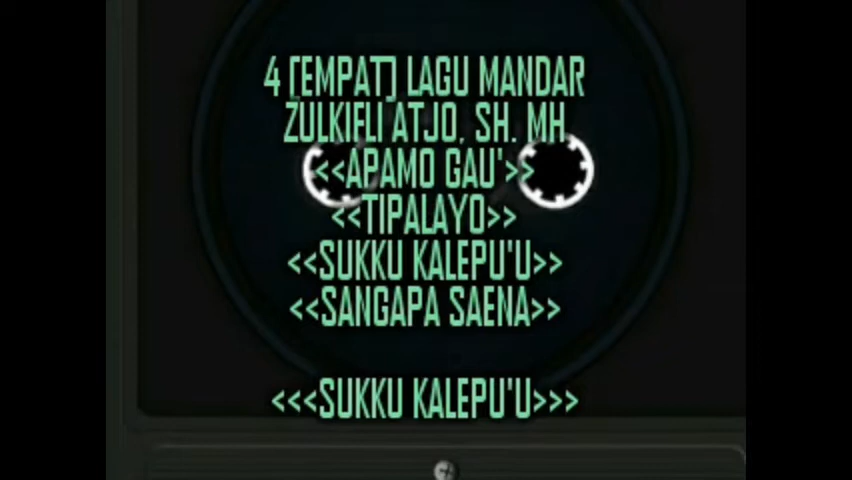 4 [EMPAT] LAGU MANDAR
ZULKIFLI ATJO, SH. MH
<<APAMO GAU'>>
<<TIPALAYO>>
<<SUKKU KALEPU'U>>
<<SANGAPA SAENA>>
<<<SUKKU KALEPU'U>>>